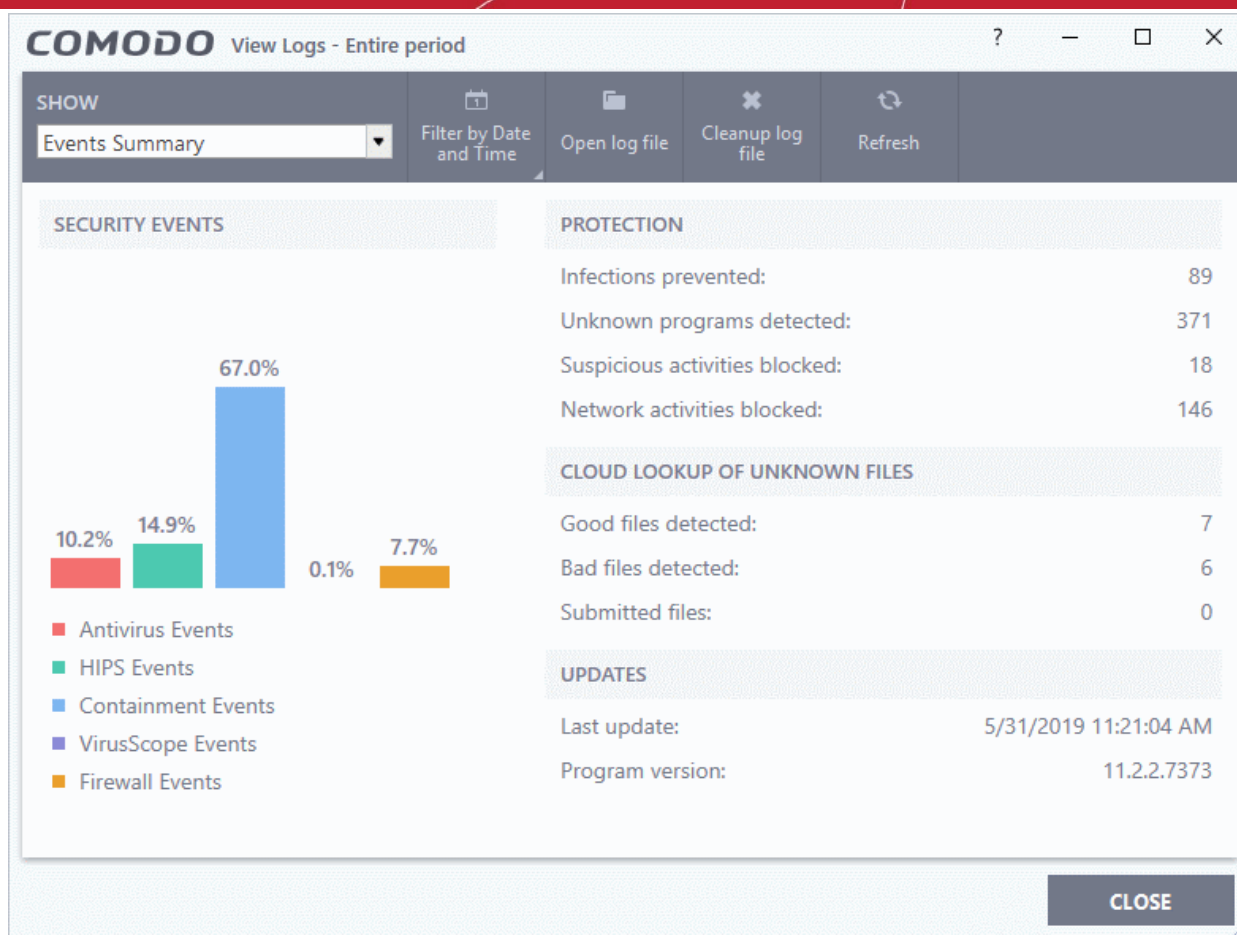 COMODO View Logs - Entire period
?
SHOW
Events Summary
1
Filter by Date
and Time
Open log file
Cleanup log
file
Refresh
SECURITY EVENTS
67.0%
14.9%
10.2%
7.7%
0.1%
Antivirus Events
HIPS Events
Containment Events
VirusScope Events
Firewall Events
PROTECTION
Infections prevented: 89
Unknown programs detected: 371
Suspicious activities blocked: 18
Network activities blocked: 146
CLOUD LOOKUP OF UNKNOWN FILES
Good files detected: 7
Bad files detected: 6
Submitted files: 0
UPDATES
Last update: 5/31/2019 11:21:04 AM
Program version: 11.2.2.7373
CLOSE